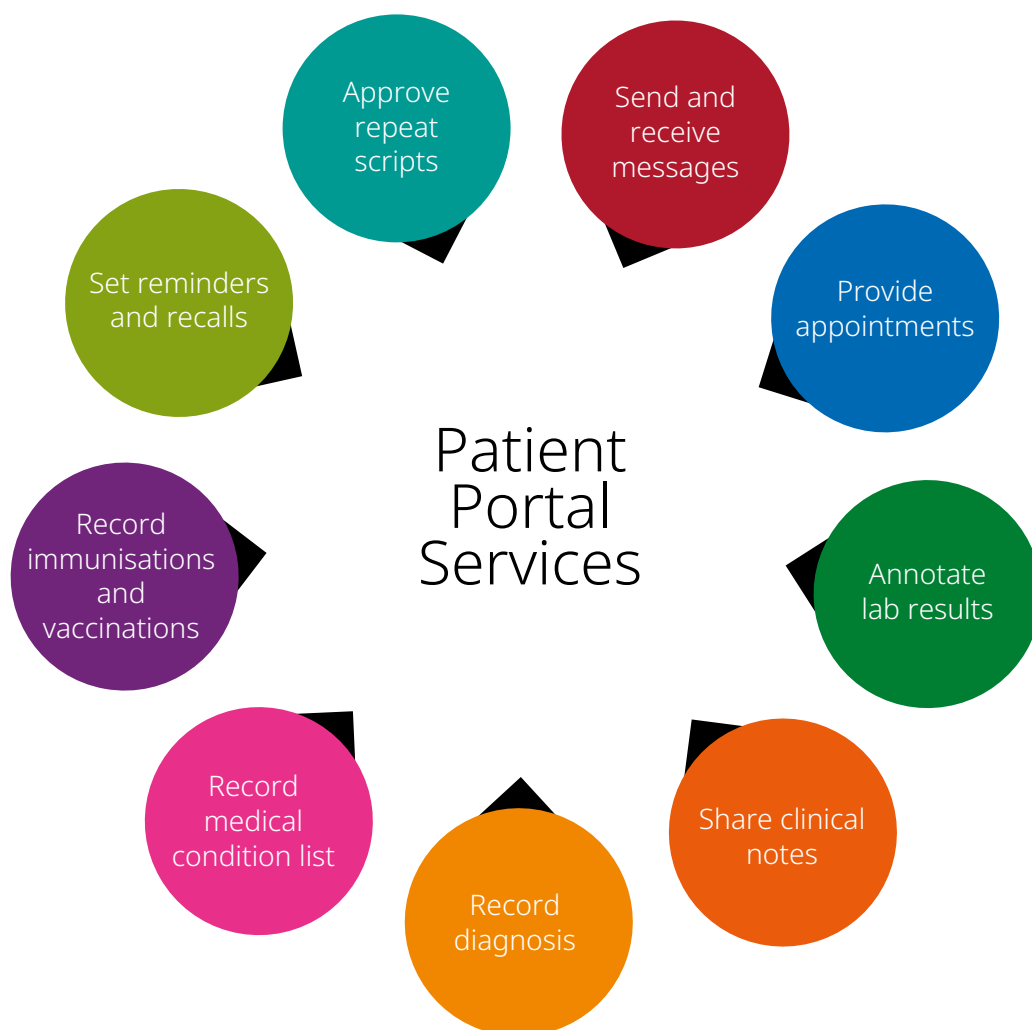 Approve
repeat
scripts
Send and
receive
messages
Set reminders
and recalls
Provide
appointments
Patient
Portal
Services
Record
immunisations
and
vaccinations
Annotate
lab results
Record
medical
condition list
Share clinical
notes
Record
diagnosis